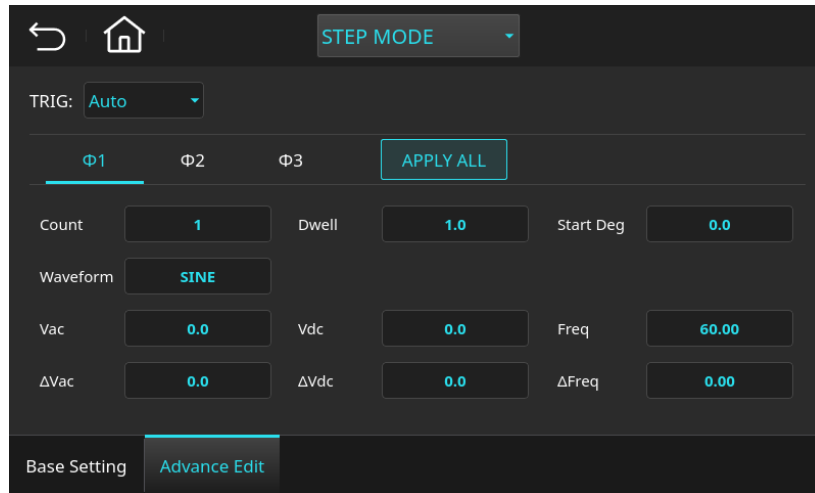 STEP MODE
TRIG: Auto
Φ1 Φ2 Φ3 APPLY ALL
Count 1 Dwell 1.0 Start Deg 0.0
Waveform SINE
Vac 0.0 Vdc 0.0 Freq 60.00
ΔVac 0.0 ΔVdc 0.0 ΔFreq 0.00
Base Setting Advance Edit